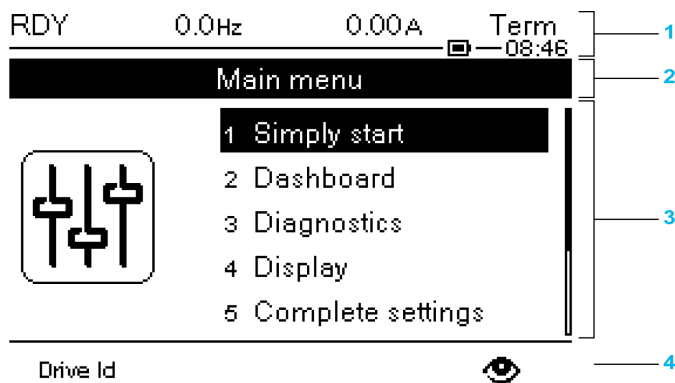 RDY 0.0Hz 0.00A Term
08:46
1
Main menu
2
1 Simply start
2 Dashboard
3 Diagnostics
3
4 Display
5 Complete settings
Drive Id
4